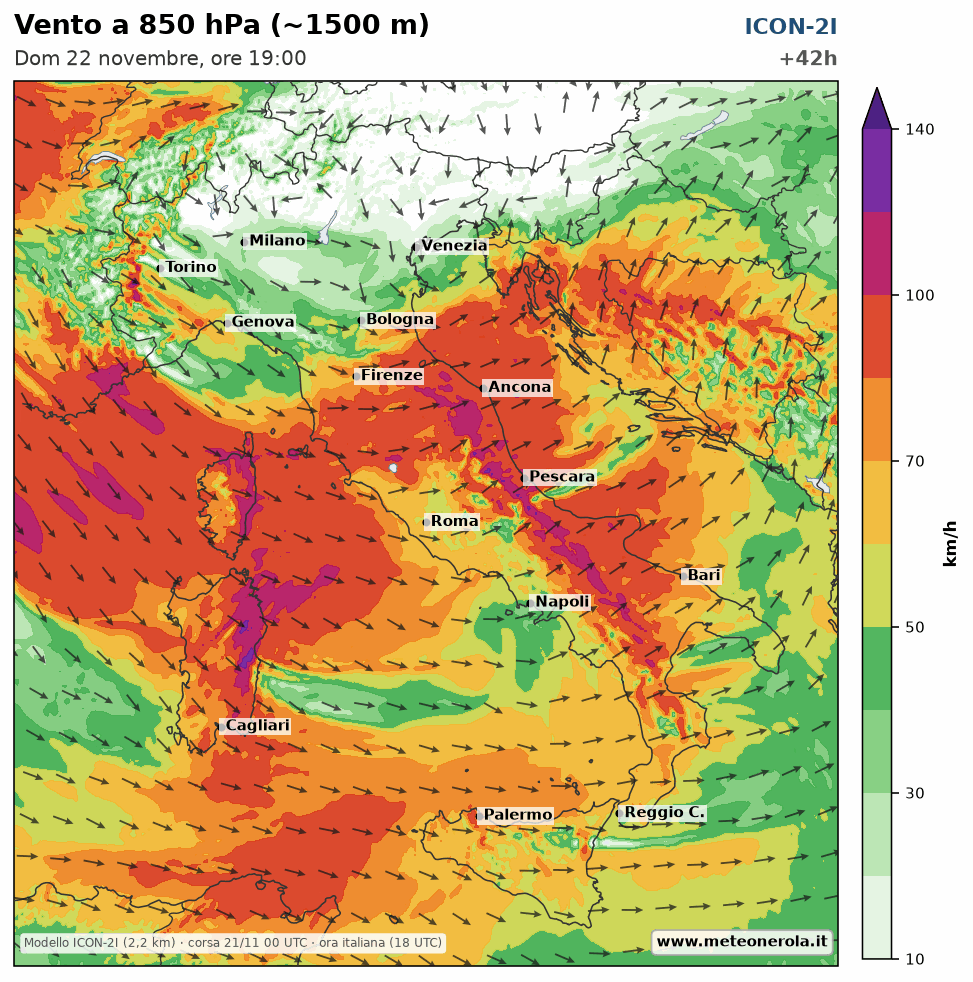 Vento a 850 hPa (~1500 m)
ICON-2I
Dom 22 novembre, ore 19:00
+42h
140
100
70
50
30
10
km/h
Milano
Venezia
Torino
Genova
Bologna
Firenze
Ancona
Pescara
Roma
Bari
Napoli
Cagliari
Palermo
Reggio C.
Modello ICON-2I (2,2 km) · corsa 21/11 00 UTC · ora italiana (18 UTC)
www.meteonerola.it